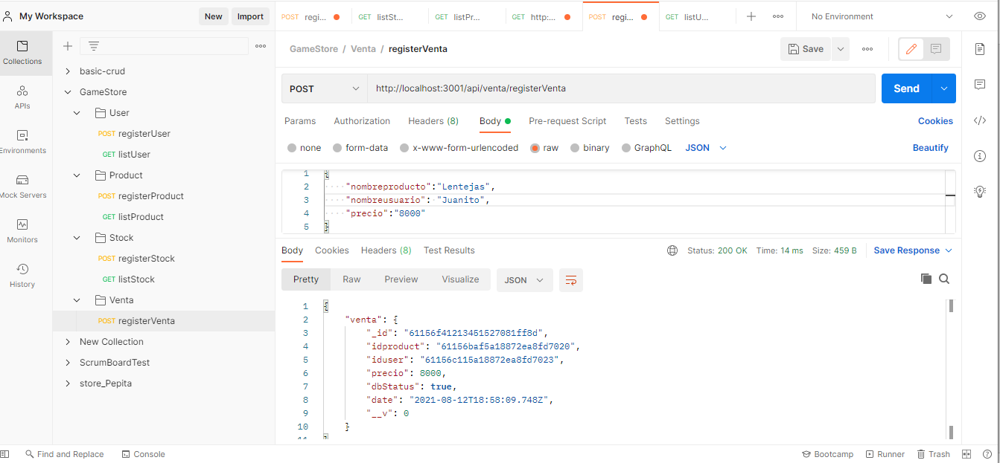 My Workspace
New
Import
POST regi...
GET listS...
GET listPr...
GET http:...
POST regi...
GET listU...
No Environment
Collections
APIs
Environments
Mock Servers
Monitors
History
basic-crud
GameStore
User
POST registerUser
GET listUser
Product
POST registerProduct
GET listProduct
Stock
POST registerStock
GET listStock
Venta
POST registerVenta
New Collection
ScrumBoardTest
store_Pepita
GameStore / Venta / registerVenta
Save
POST
http://localhost:3001/api/venta/registerVenta
Send
Params
Authorization
Headers (8)
Body
Pre-request Script
Tests
Settings
Cookies
none
form-data
x-www-form-urlencoded
raw
binary
GraphQL
JSON
Beautify
1 {
2 "nombreproducto":"Lentejas",
3 "nombreusuario": "Juanito",
4 "precio":"8000"
5 }
Body
Cookies
Headers (8)
Test Results
Status: 200 OK
Time: 14 ms
Size: 459 B
Save Response
Pretty
Raw
Preview
Visualize
JSON
1 {
2 "venta": {
3 "_id": "61156f41213451527081ff8d",
4 "idproduct": "61156baf5a18872ea8fd7020",
5 "iduser": "61156c115a18872ea8fd7023",
6 "precio": 8000,
7 "dbStatus": true,
8 "date": "2021-08-12T18:58:09.748Z",
9 "__v": 0
10 }
11 }
Find and Replace
Console
Bootcamp
Runner
Trash